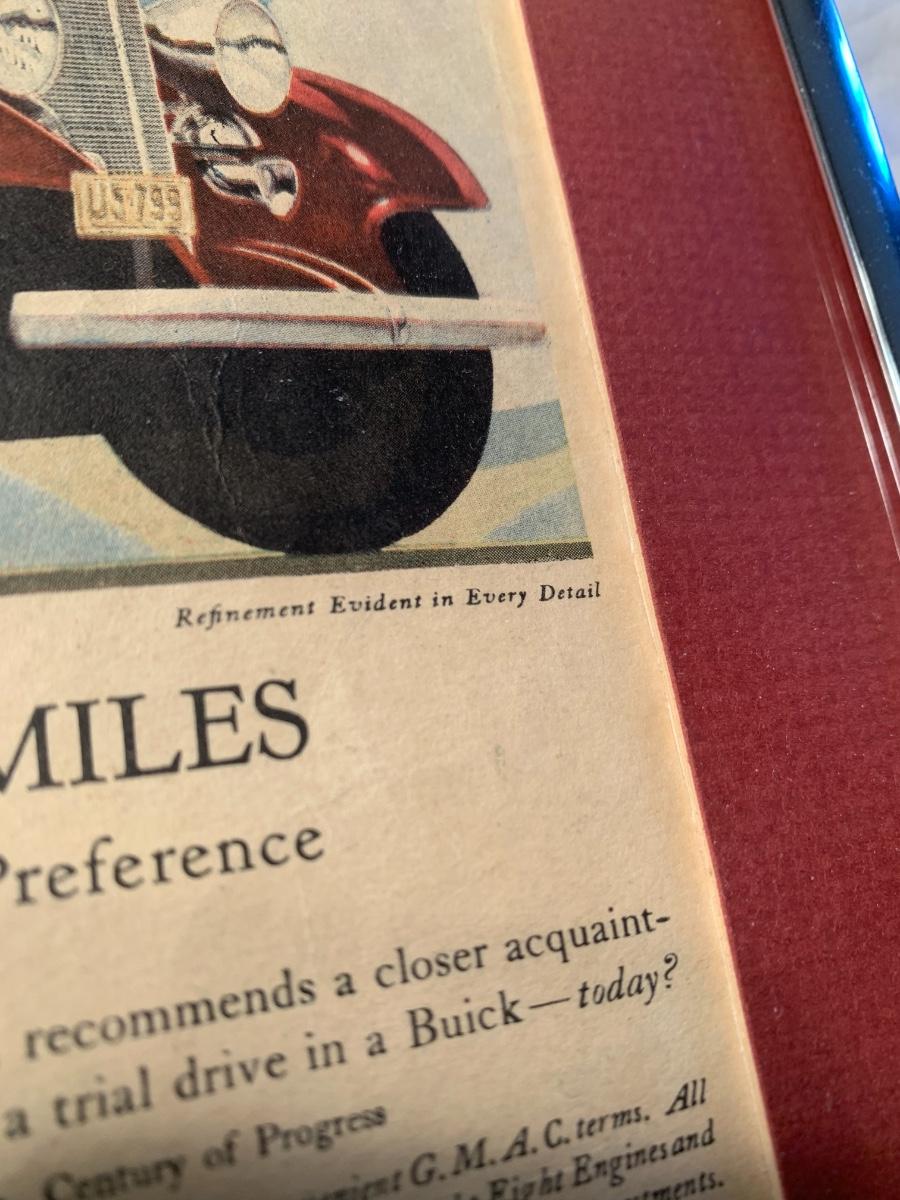 U5·799
Refinement Evident in Every Detail
MILES
Preference
recommends a closer acquaint-
a trial drive in a Buick—today?
Century of Progress
G.M.A.C. terms. All
Eight Engines and